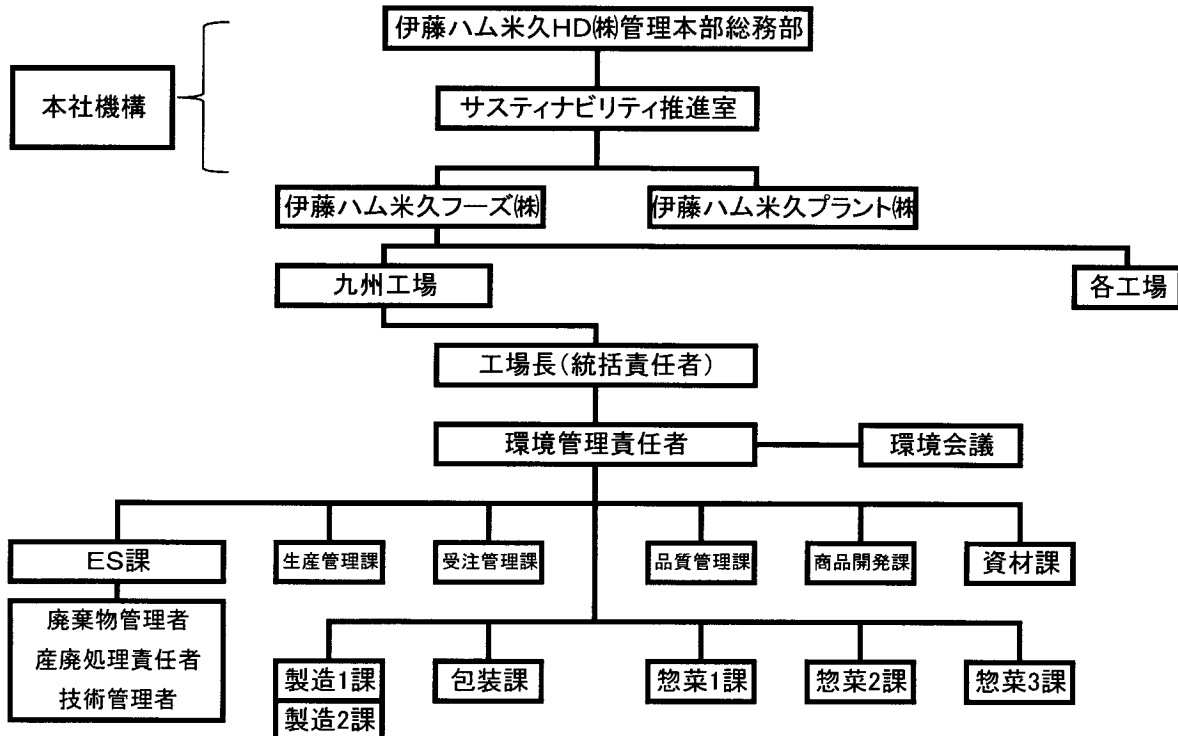 伊藤ハム米久HD㈱管理本部総務部
本社機構
サスティナビリティ推進室
伊藤ハム米久フーズ㈱
伊藤ハム米久プラント㈱
九州工場
各工場
工場長(統括責任者)
環境管理責任者
環境会議
ES課
生産管理課
受注管理課
品質管理課
商品開発課
資材課
廃棄物管理者
産廃処理責任者
技術管理者
製造1課
包装課
惣菜1課
惣菜2課
惣菜3課
製造2課